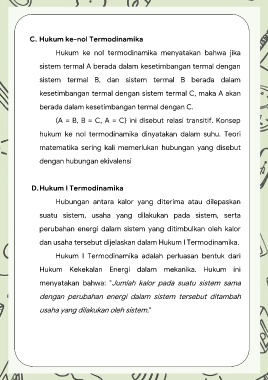 C. Hukum ke-nol Termodinamika
Hukum ke nol termodinamika menyatakan bahwa jika
sistem termal A berada dalam kesetimbangan termal dengan
sistem termal B, dan sistem termal B berada dalam
kesetimbangan termal dengan sistem termal C, maka A akan
berada dalam kesetimbangan termal dengan C.
(A = B, B = C, A = C) ini disebut relasi transitif. Konsep
hukum ke nol termodinamika dinyatakan dalam suhu. Teori
matematika sering kali memerlukan hubungan yang disebut
dengan hubungan ekivalensi
D. Hukum I Termodinamika
Hubungan antara kalor yang diterima atau dilepaskan
suatu sistem, usaha yang dilakukan pada sistem, serta
perubahan energi dalam sistem yang ditimbulkan oleh kalor
dan usaha tersebut dijelaskan dalam Hukum I Termodinamika.
Hukum I Termodinamika adalah perluasan bentuk dari
Hukum Kekekalan Energi dalam mekanika. Hukum ini
menyatakan bahwa: "Jumlah kalor pada suatu sistem sama
dengan perubahan energi dalam sistem tersebut ditambah
usaha yang dilakukan oleh sistem."